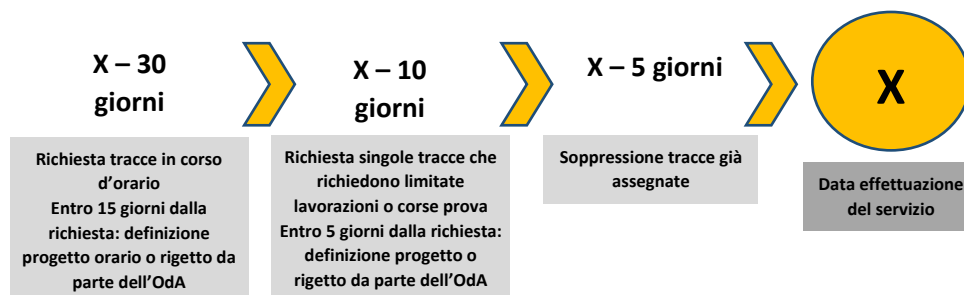 X – 30
giorni
Richiesta tracce in corso
d'orario
Entro 15 giorni dalla
richiesta: definizione
progetto orario o rigetto da
parte dell'OdA
X – 10
giorni
Richiesta singole tracce che
richiedono limitate
lavorazioni o corse prova
Entro 5 giorni dalla richiesta:
definizione progetto o
rigetto da parte dell'OdA
X – 5 giorni
Soppressione tracce già
assegnate
X
Data effettuazione
del servizio